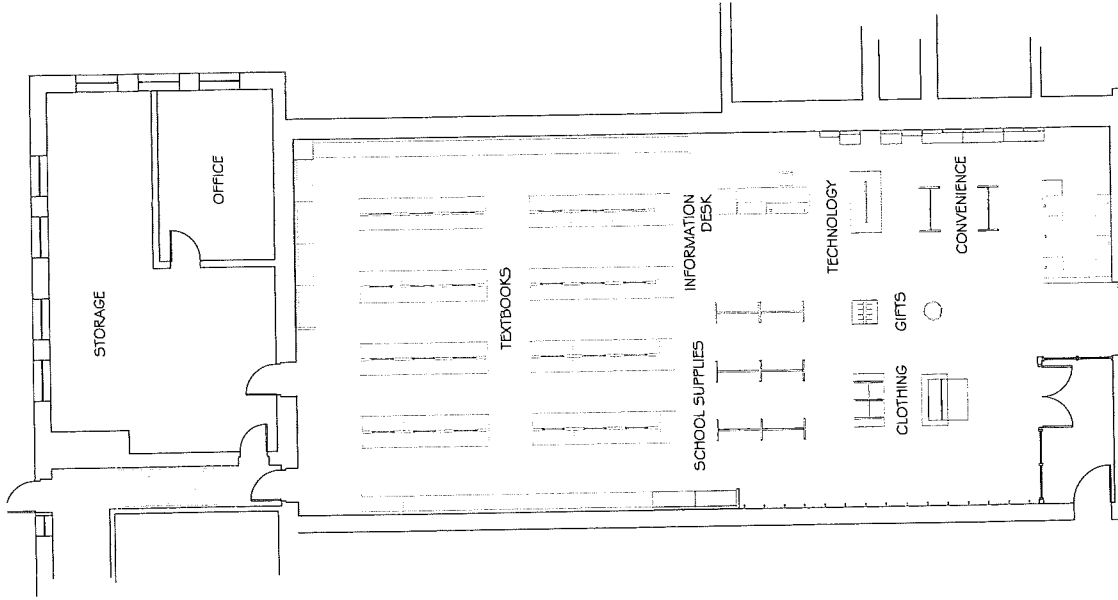 STORAGE
OFFICE
TEXTBOOKS
INFORMATION
DESK
SCHOOL SUPPLIES
TECHNOLOGY
GIFTS
CLOTHING
CONVENIENCE